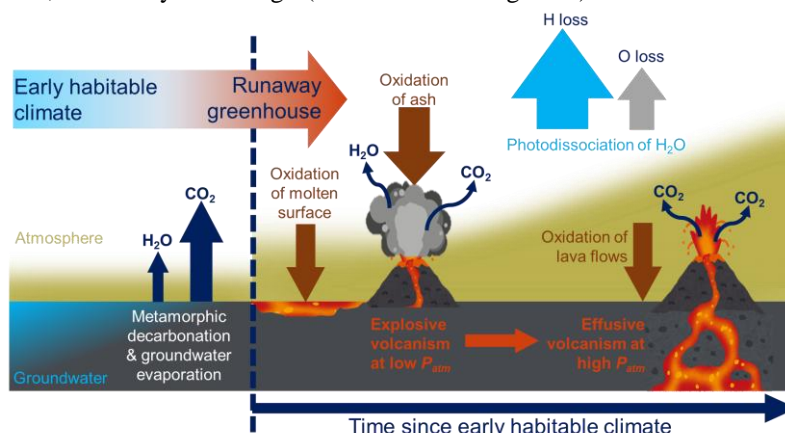 H loss
O loss
Early habitable
climate
Runaway
greenhouse
Oxidation
of ash
Photodissociation of H₂O
H₂O
CO₂
Oxidation
of molten
surface
CO₂
H₂O
CO₂
CO₂
Atmosphere
Oxidation of
lava flows
Metamorphic
decarbonation
& groundwater
evaporation
Explosive
volcanism
at low Pₐₜₘ
Effusive
volcanism at
high Pₐₜₘ
Groundwater
Time since early habitable climate